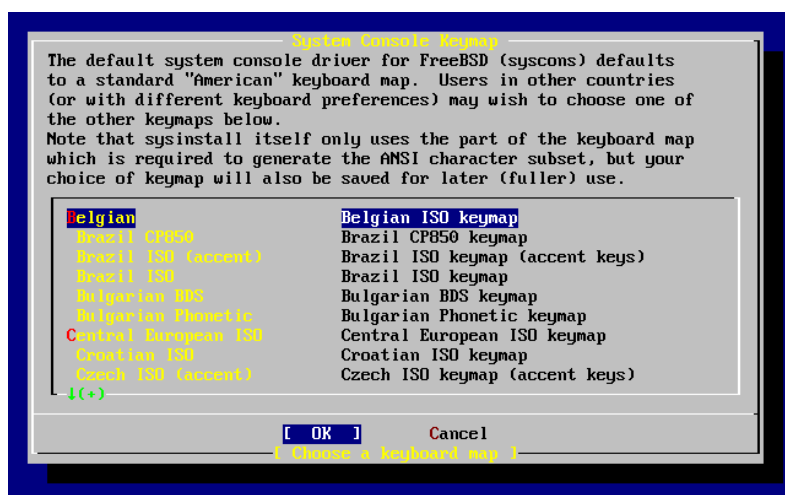 System Console Keymap
The default system console driver for FreeBSD (syscons) defaults
to a standard "American" keyboard map. Users in other countries
(or with different keyboard preferences) may wish to choose one of
the other keymaps below.
Note that sysinstall itself only uses the part of the keyboard map
which is required to generate the ANSI character subset, but your
choice of keymap will also be saved for later (fuller) use.
Belgian Belgian ISO keymap
Brazil CP850 Brazil CP850 keymap
Brazil ISO (accent) Brazil ISO keymap (accent keys)
Brazil ISO Brazil ISO keymap
Bulgarian BDS Bulgarian BDS keymap
Bulgarian Phonetic Bulgarian Phonetic keymap
Central European ISO Central European ISO keymap
Croatian ISO Croatian ISO keymap
Czech ISO (accent) Czech ISO keymap (accent keys)
↓(+)
[ OK ] Cancel
[ Choose a keyboard map ]